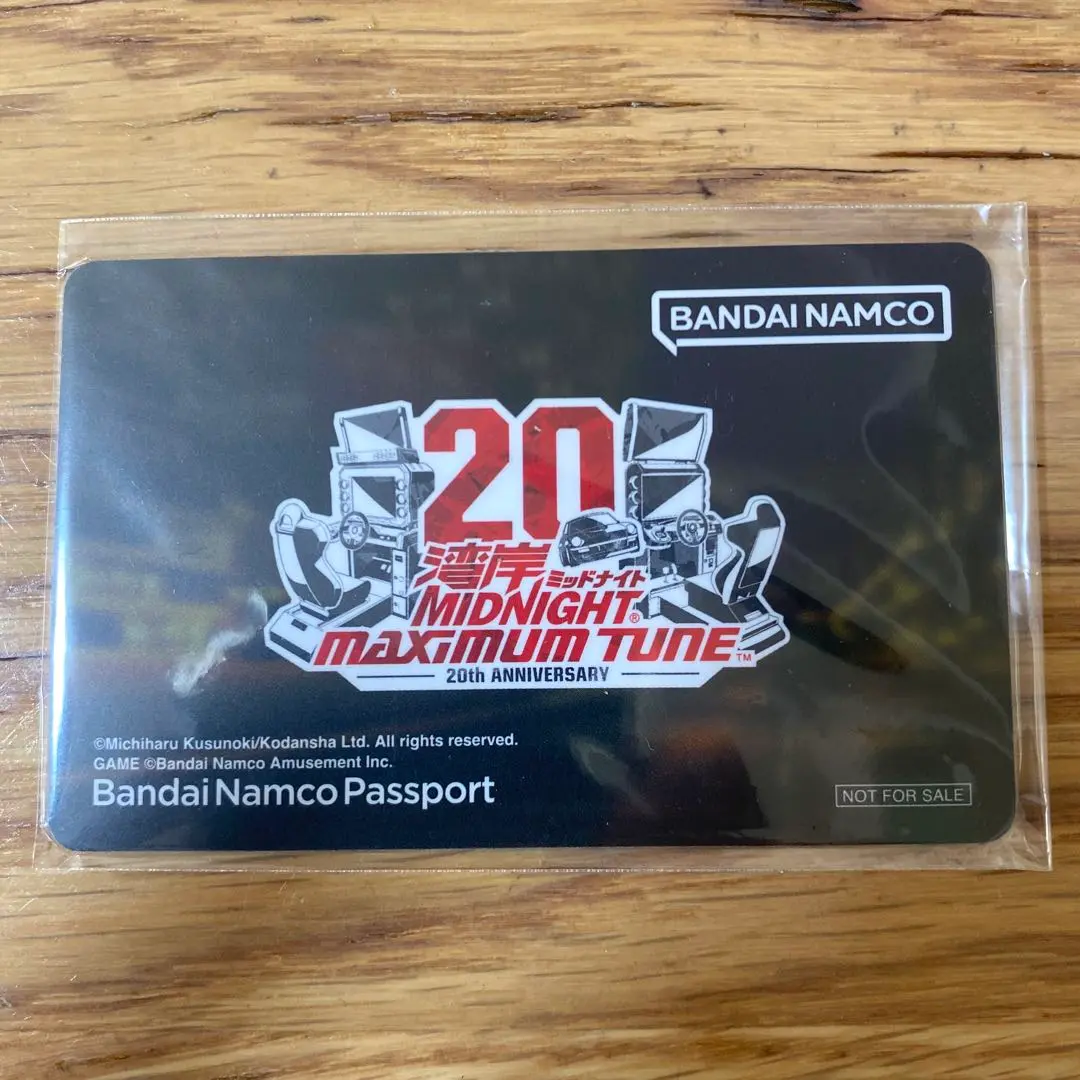 BANDAI NAMCO
20
湾岸 ミッドナイト
MIDNIGHT®
MAXIMUM TUNE™
20th ANNIVERSARY
©Michiharu Kusunoki/Kodansha Ltd. All rights reserved.
GAME ©Bandai Namco Amusement Inc.
Bandai Namco Passport
NOT FOR SALE